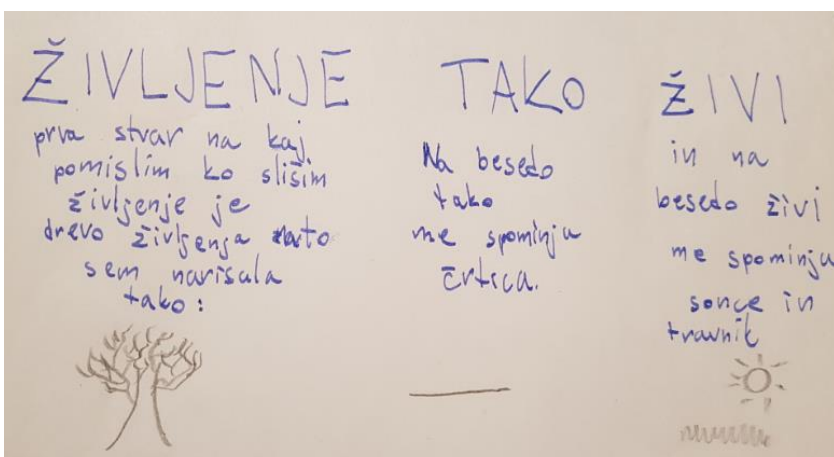 ŽIVLJENJE
prva stvar na kaj
pomislim ko slišim
življenje je
drevo življenja zato
sem narisala
tako:
TAKO
Na besedo
tako
me spominja
črtica.
ŽIVI
in na
besedo živi
me spominja
sonce in
travnik